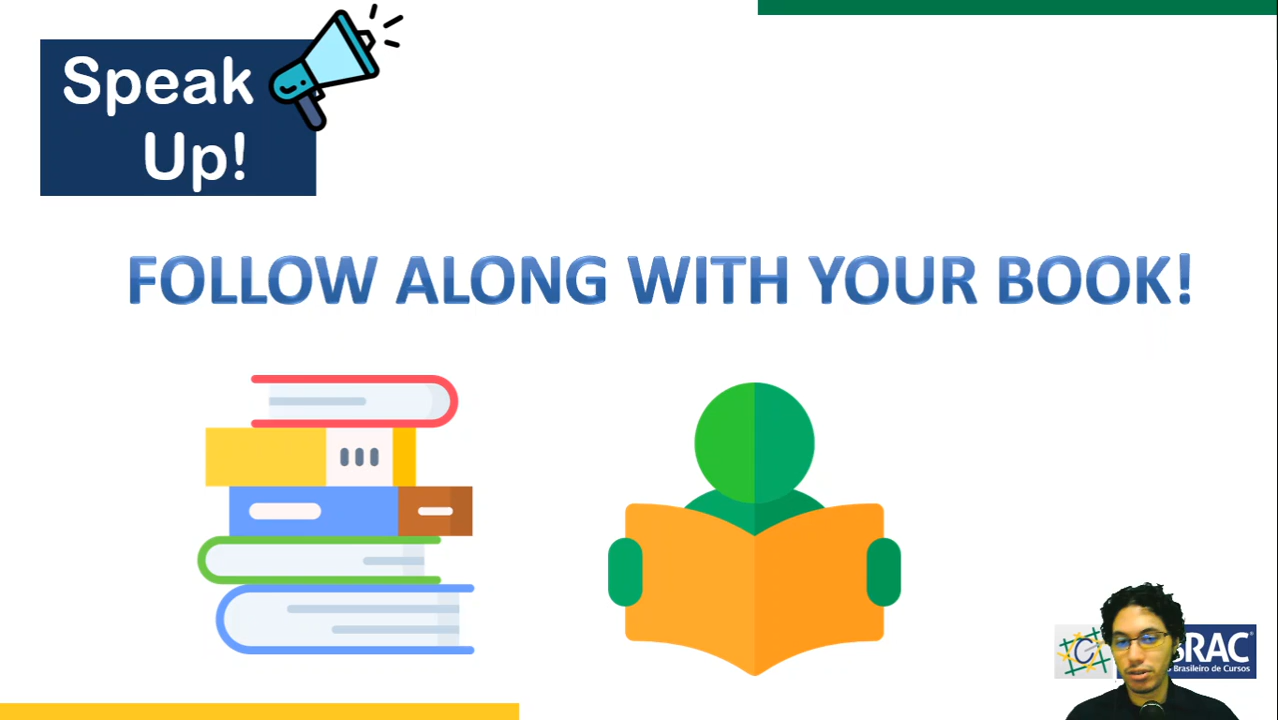 Speak
Up!
FOLLOW ALONG WITH YOUR BOOK!
BRAC
Brasileiro de Cursos